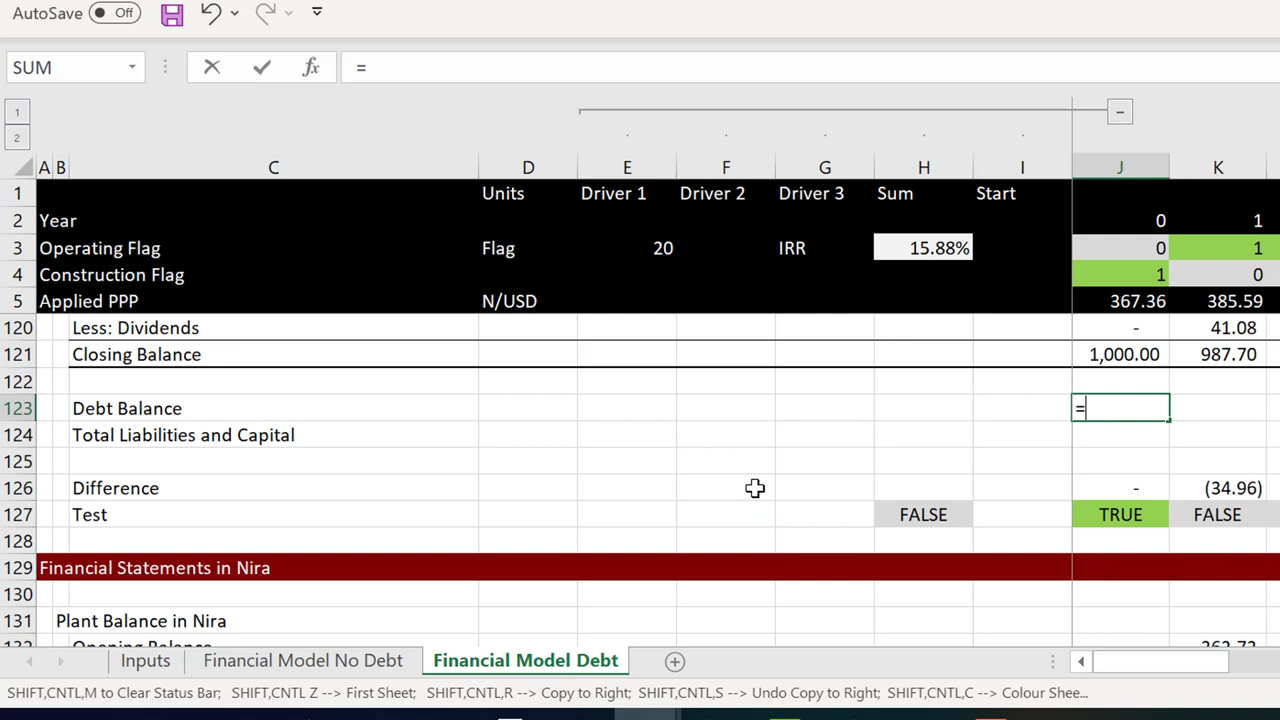 AutoSave Off
SUM fx =
1
2
A B C D E F G H I J K
1 Units Driver 1 Driver 2 Driver 3 Sum Start
2 Year 0 1
3 Operating Flag Flag 20 IRR 15.88% 0 1
4 Construction Flag 1 0
5 Applied PPP N/USD 367.36 385.59
120 Less: Dividends - 41.08
121 Closing Balance 1,000.00 987.70
122
123 Debt Balance =
124 Total Liabilities and Capital
125
126 Difference - (34.96)
127 Test FALSE TRUE FALSE
128
129 Financial Statements in Nira
130
131 Plant Balance in Nira
132 Opening Balance 262.73
Inputs Financial Model No Debt Financial Model Debt
SHIFT,CNTL,M to Clear Status Bar; SHIFT,CNTL Z --> First Sheet; SHIFT,CNTL,R --> Copy to Right; SHIFT,CNTL,S --> Undo Copy to Right; SHIFT,CNTL,C --> Colour Shee...